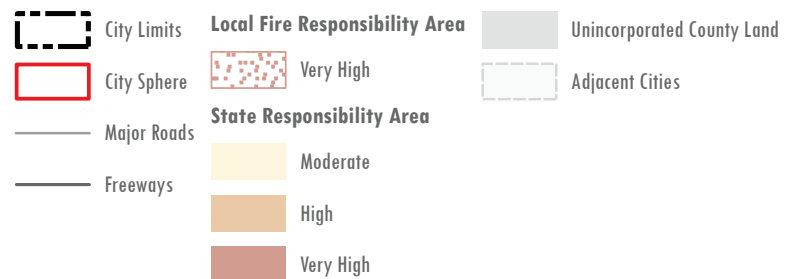 City Limits
City Sphere
Major Roads
Freeways
Local Fire Responsibility Area
Very High
State Responsibility Area
Moderate
High
Very High
Unincorporated County Land
Adjacent Cities